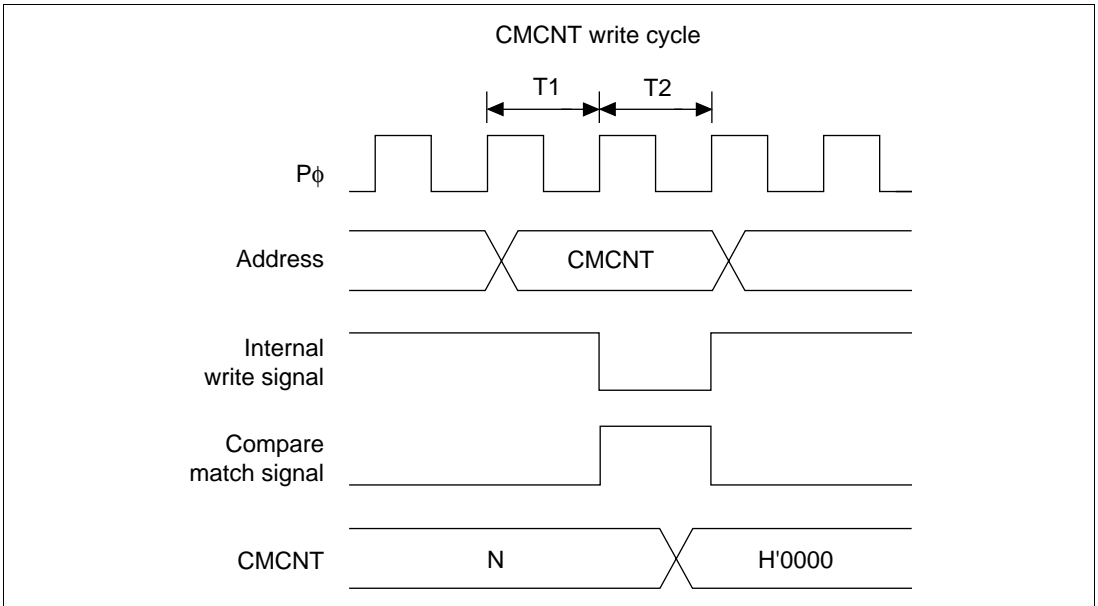 CMCNT write cycle
T1 T2
Pϕ
Address CMCNT
Internal
write signal
Compare
match signal
CMCNT N H'0000